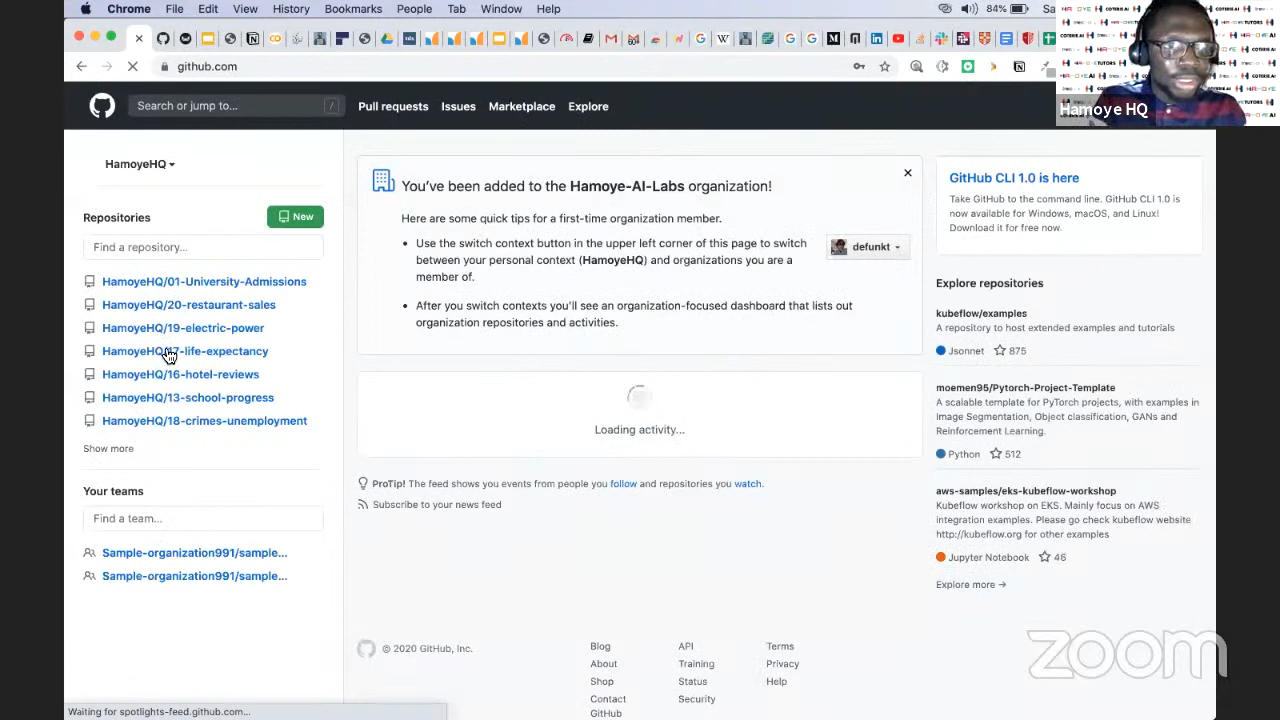 Chrome File Edit View History Bookmarks People Tab Window Help
84%
github.com
Search or jump to...
/
Pull requests Issues Explore
HamoyeHQ
Repositories
New
Find a repository...
HamoyeHQ/01-University-Admissions
HamoyeHQ/20-restaurant-sales
HamoyeHQ/19-electric-power
HamoyeHQ/17-life-expectancy
HamoyeHQ/16-hotel-reviews
HamoyeHQ/13-school-progress
HamoyeHQ/18-crimes-unemployment
Show more
Your teams
Find a team...
Sample-organization991/sample...
Sample-organization991/sample...
You've been added to the Hamoye-AI-Labs organization!
Here are some quick tips for a first-time organization member.
Use the switch context button in the upper left corner of this page to switch
between your personal context (HamoyeHQ) and organizations you are a
member of.
defunkt
After you switch contexts you'll see an organization-focused dashboard that lists out
organization repositories and activities.
Loading activity...
ProTip! The feed shows you events from people you follow and repositories you watch.
Subscribe to your news feed
GitHub CLI 1.0 is here
Take GitHub to the command line. GitHub CLI 1.0 is
now available for Windows, macOS, and Linux!
Download it for free now.
Explore repositories
kubeflow/examples
A repository to host extended examples and tutorials
Jsonnet 875
moemen95/Pytorch-Project-Template
A scalable template for PyTorch projects, with examples in
Image Segmentation, Object classification, GANs and
Reinforcement Learning.
Python 512
aws-samples/eks-kubeflow-workshop
Kubeflow workshop on EKS. Mainly focus on AWS
integration examples. Please go check kubeflow website
http://kubeflow.org for other examples
Jupyter Notebook 46
Explore more →
© 2020 GitHub, Inc.
Blog
About
Shop
Contact
GitHub
API
Training
Status
Security
Terms
Privacy
Help
Waiting for spotlights-feed.github.com...
Hamoye HQ
zoom